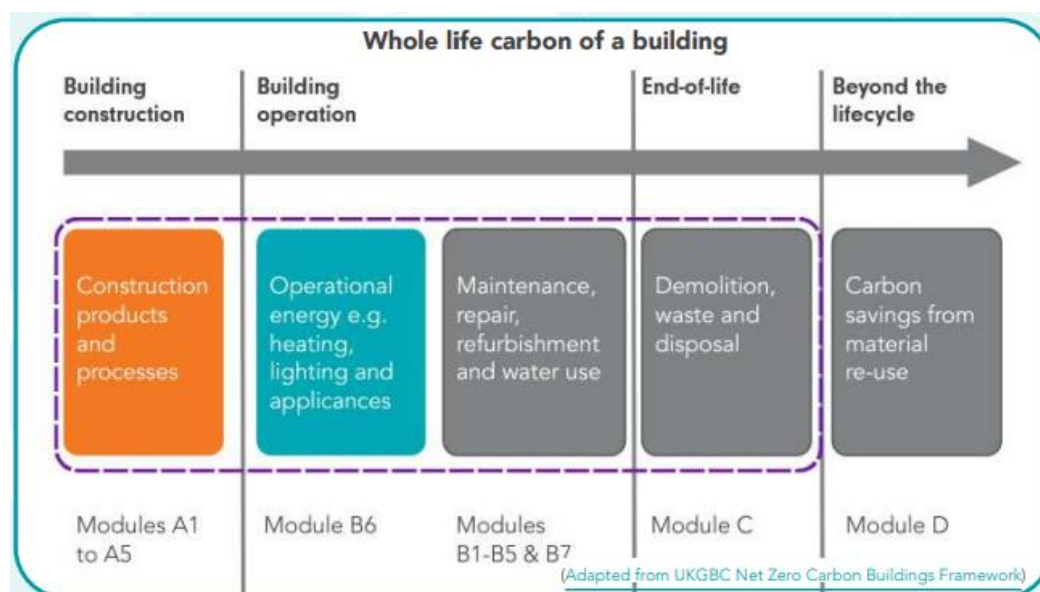 Whole life carbon of a building
Building
construction
Building
operation
End-of-life
Beyond the
lifecycle
Construction
products
and
processes
Operational
energy e.g.
heating,
lighting and
applicances
Maintenance,
repair,
refurbishment
and water use
Demolition,
waste and
disposal
Carbon
savings from
material
re-use
Modules A1
to A5
Module B6
Modules
B1-B5 & B7
Module C
Module D
(Adapted from UKGBC Net Zero Carbon Buildings Framework)